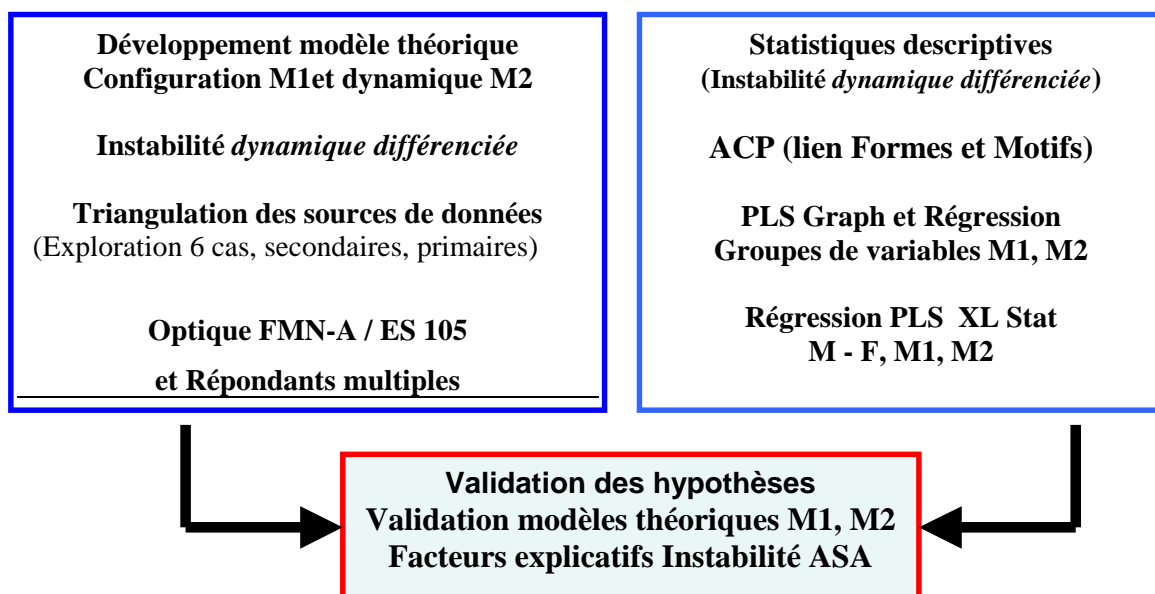 Développement modèle théorique
Configuration M1et dynamique M2
Instabilité dynamique différenciée
Triangulation des sources de données
(Exploration 6 cas, secondaires, primaires)
Optique FMN-A / ES 105
et Répondants multiples
Statistiques descriptives
(Instabilité dynamique différenciée)
ACP (lien Formes et Motifs)
PLS Graph et Régression
Groupes de variables M1, M2
Régression PLS XL Stat
M - F, M1, M2
Validation des hypothèses
Validation modèles théoriques M1, M2
Facteurs explicatifs Instabilité ASA